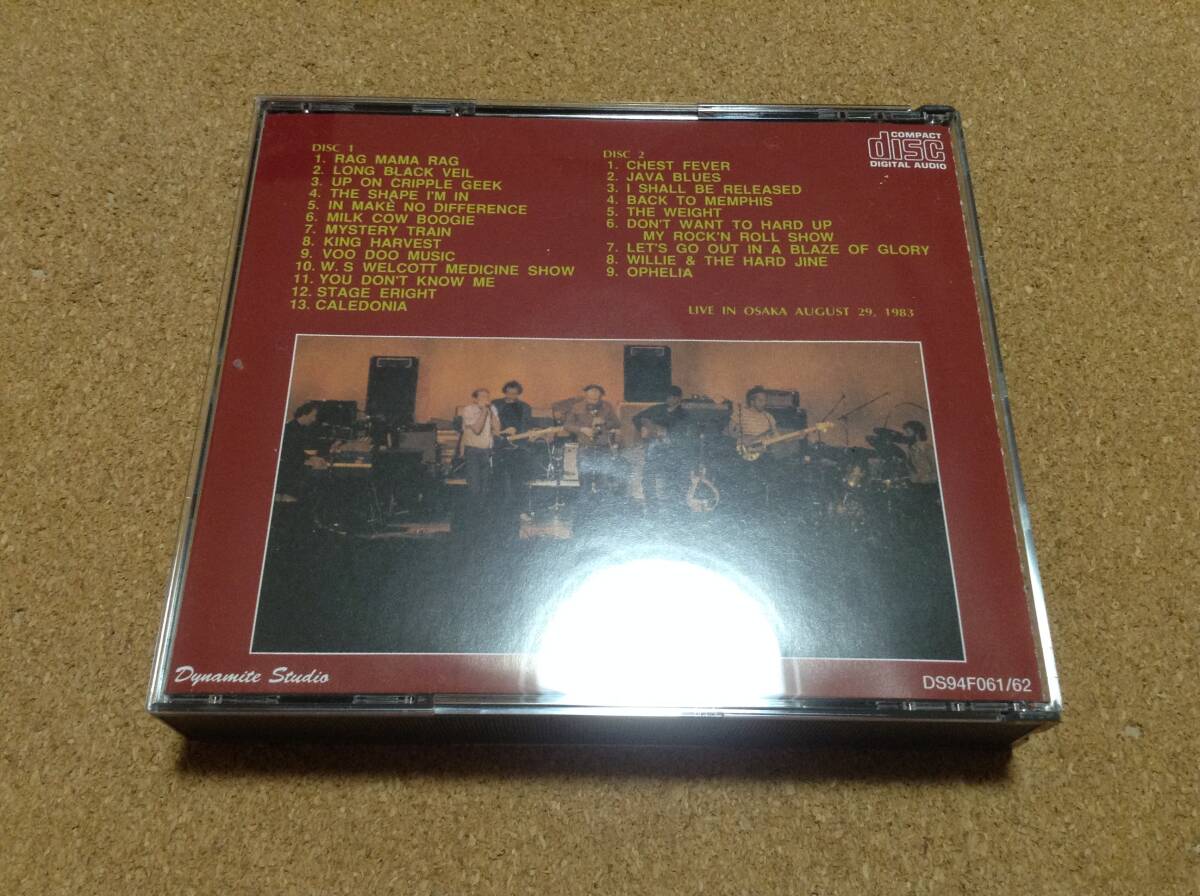 DISC 1
1. RAG MAMA RAG
2. LONG BLACK VEIL
3. UP ON CRIPPLE GEEK
4. THE SHAPE I'M IN
5. IN MAKE NO DIFFERENCE
6. MILK COW BOOGIE
7. MYSTERY TRAIN
8. KING HARVEST
9. VOO DOO MUSIC
10. W. S WELCOTT MEDICINE SHOW
11. YOU DON'T KNOW ME
12. STAGE ERIGHT
13. CALEDONIA
DISC 2
1. CHEST FEVER
2. JAVA BLUES
3. I SHALL BE RELEASED
4. BACK TO MEMPHIS
5. THE WEIGHT
6. DON'T WANT TO HARD UP
MY ROCK'N ROLL SHOW
7. LET'S GO OUT IN A BLAZE OF GLORY
8. WILLIE & THE HARD JINE
9. OPHELIA
LIVE IN OSAKA AUGUST 29, 1983
COMPACT
disc
DIGITAL AUDIO
Dynamite Studio
DS94F061/62